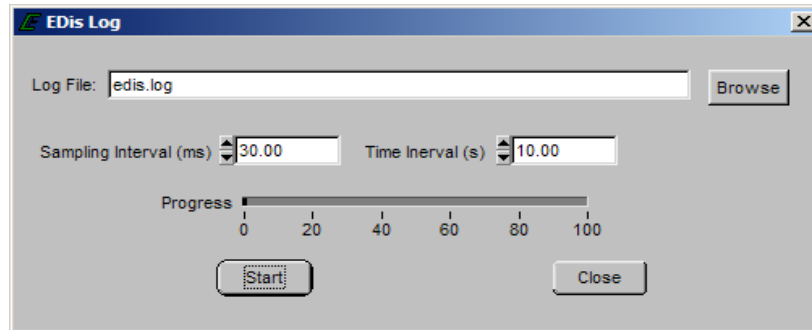 EDis Log
Log File: edis.log Browse
Sampling Interval (ms) 30.00 Time Inerval (s) 10.00
Progress
0 20 40 60 80 100
Start Close